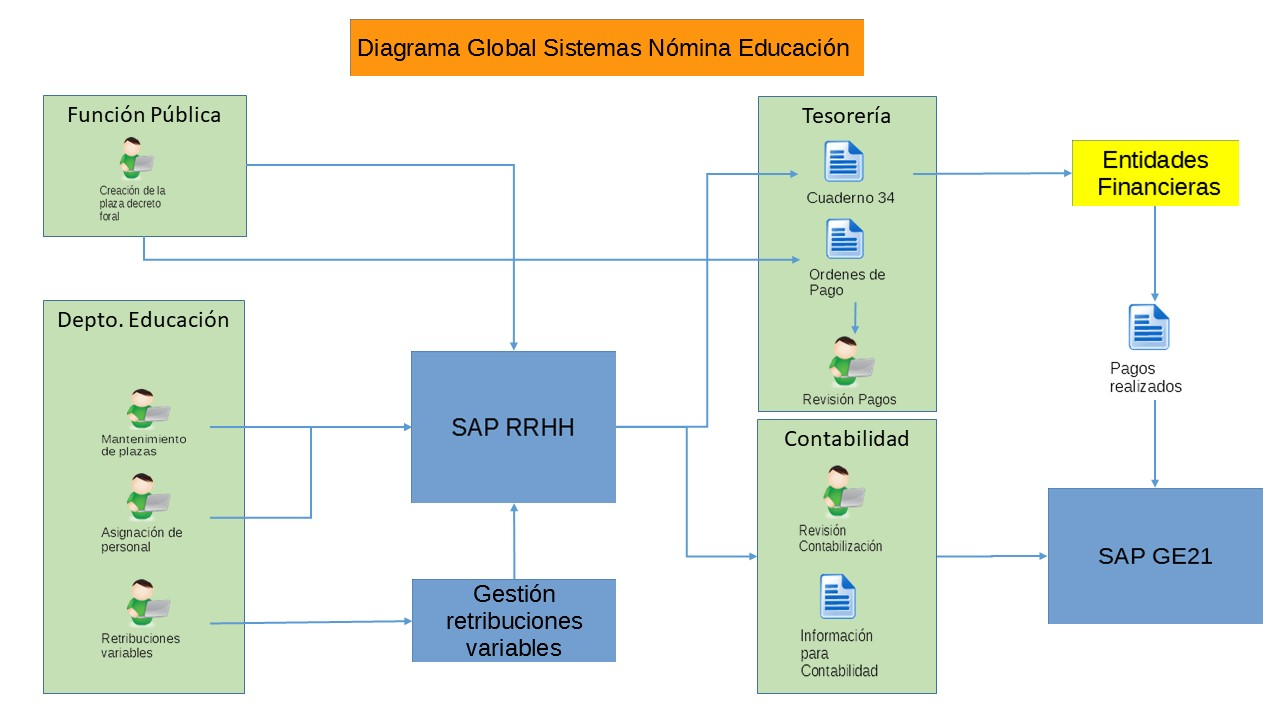 Diagrama Global Sistemas Nómina Educación
Función Pública
Creación de la
plaza decreto
foral
Depto. Educación
Mantenimiento
de plazas
Asignación de
personal
Retribuciones
variables
SAP RRHH
Gestión
retribuciones
variables
Tesorería
Cuaderno 34
Ordenes de
Pago
Revisión Pagos
Contabilidad
Revisión
Contabilización
Información
para
Contabilidad
Entidades
Financieras
Pagos
realizados
SAP GE21